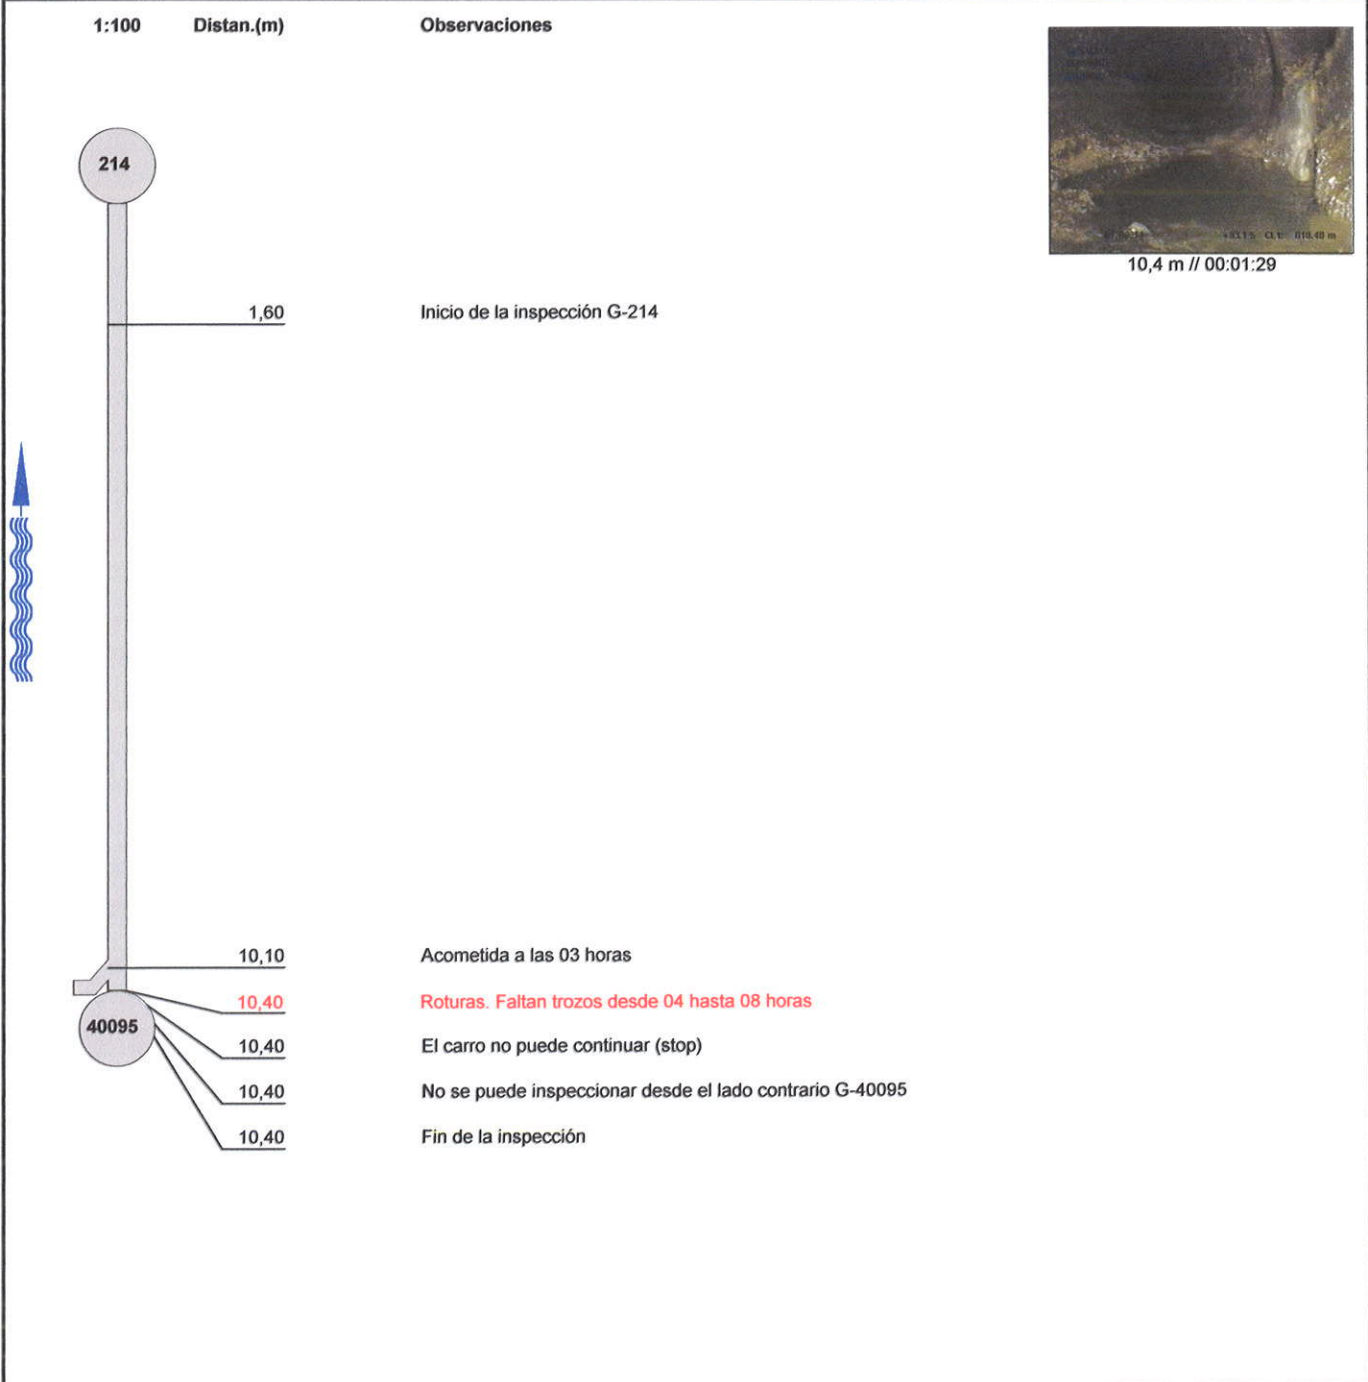 1:100 Distan.(m) Observaciones
10,4 m // 00:01:29
214
1,60 Inicio de la inspección G-214
10,10 Acometida a las 03 horas
10,40 Roturas. Faltan trozos desde 04 hasta 08 horas
40095
10,40 El carro no puede continuar (stop)
10,40 No se puede inspeccionar desde el lado contrario G-40095
10,40 Fin de la inspección